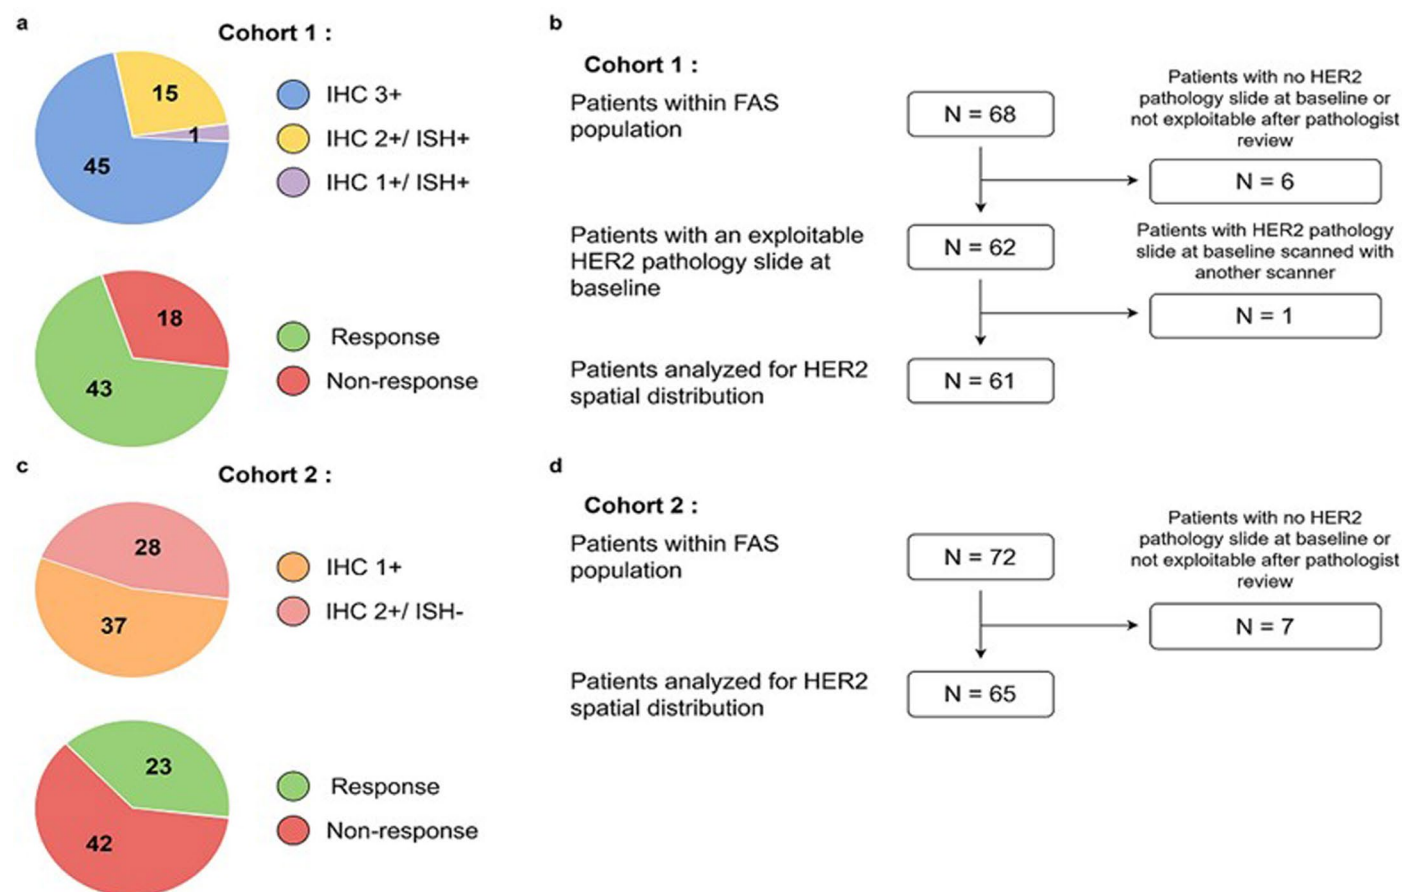 a
Cohort 1 :
15
1
45
IHC 3+
IHC 2+/ ISH+
IHC 1+/ ISH+
18
43
Response
Non-response
b
Cohort 1 :
Patients within FAS
population
N = 68
Patients with no HER2
pathology slide at baseline or
not exploitable after pathologist
review
N = 6
Patients with an exploitable
HER2 pathology slide at
baseline
N = 62
Patients with HER2 pathology
slide at baseline scanned with
another scanner
N = 1
Patients analyzed for HER2
spatial distribution
N = 61
c
Cohort 2 :
28
37
IHC 1+
IHC 2+/ ISH-
23
42
Response
Non-response
d
Cohort 2 :
Patients within FAS
population
N = 72
Patients with no HER2
pathology slide at baseline or
not exploitable after pathologist
review
N = 7
Patients analyzed for HER2
spatial distribution
N = 65